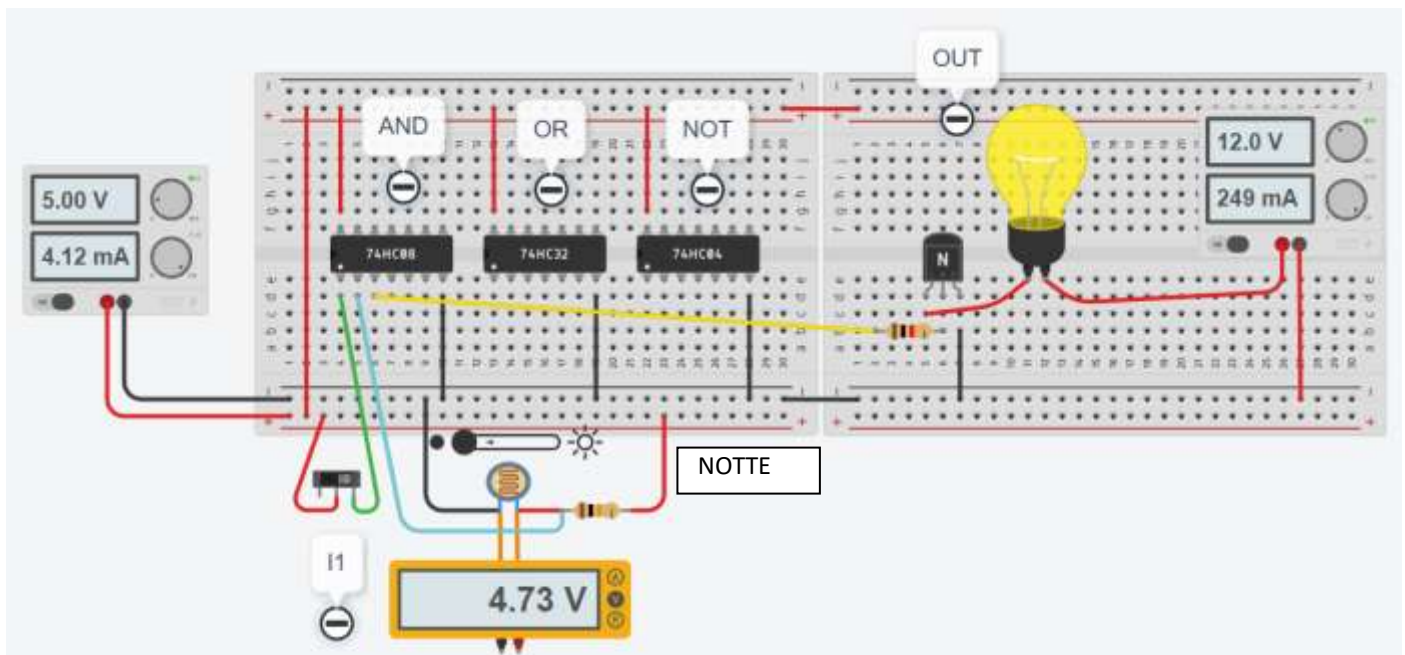 OUT
AND
OR
NOT
5.00 V
4.12 mA
12.0 V
249 mA
74HC08
74HC32
74HC04
N
NOTTE
I1
4.73 V